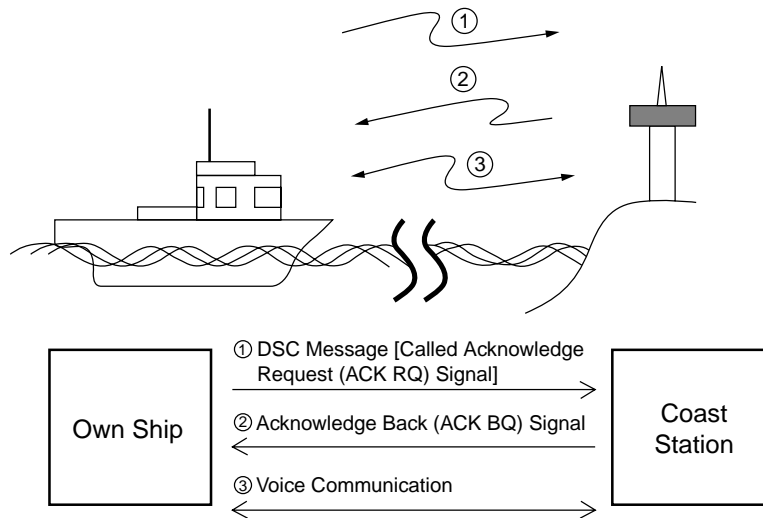 ①
②
③
① DSC Message [Called Acknowledge
Request (ACK RQ) Signal]
Own Ship
② Acknowledge Back (ACK BQ) Signal
Coast
Station
③ Voice Communication